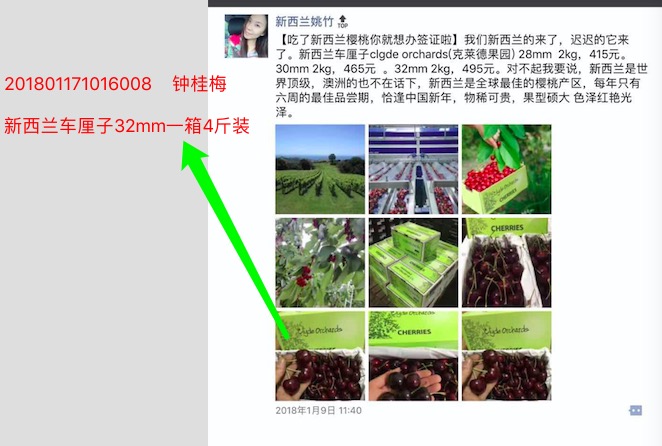 201801171016008 钟桂梅
新西兰车厘子32mm一箱4斤装
新西兰姚竹
TOP
【吃了新西兰樱桃你就想办签证啦】我们新西兰的来了，迟迟的它来
了。新西兰车厘子clgde orchards(克莱德果园) 28mm 2kg，415元。
30mm 2kg，465元 。32mm 2kg，495元。对不起我要说，新西兰是世
界顶级，澳洲的也不在话下，新西兰是全球最佳的樱桃产区，每年只有
六周的最佳品尝期，恰逢中国新年，物稀可贵，果型硕大 色泽红艳光
泽。
CHERRIES
CHERRIES
Clyde Orchards
CHERRIES
2018年1月9日 11:40